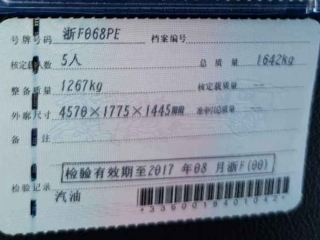 号牌号码 浙F068PE 档案编号
核定载人数 5人 总质量 1642kg
整备质量 1267kg 核定载质量 --
外廓尺寸 4570×1775×1445mm 准牵引总质量 --
备注
检验有效期至2017 年08 月浙F(00)
检验记录
汽油
*3390018401042*